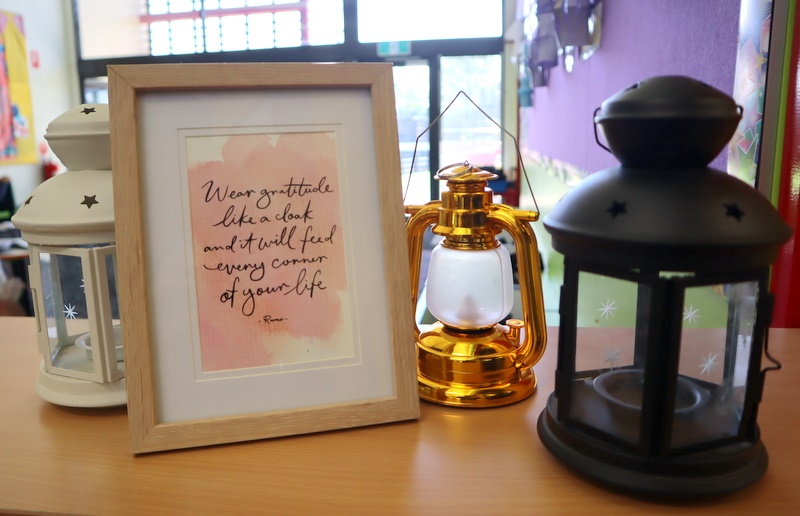 Wear gratitude
like a cloak
and it will feed
every corner
of your life
- Rumi -